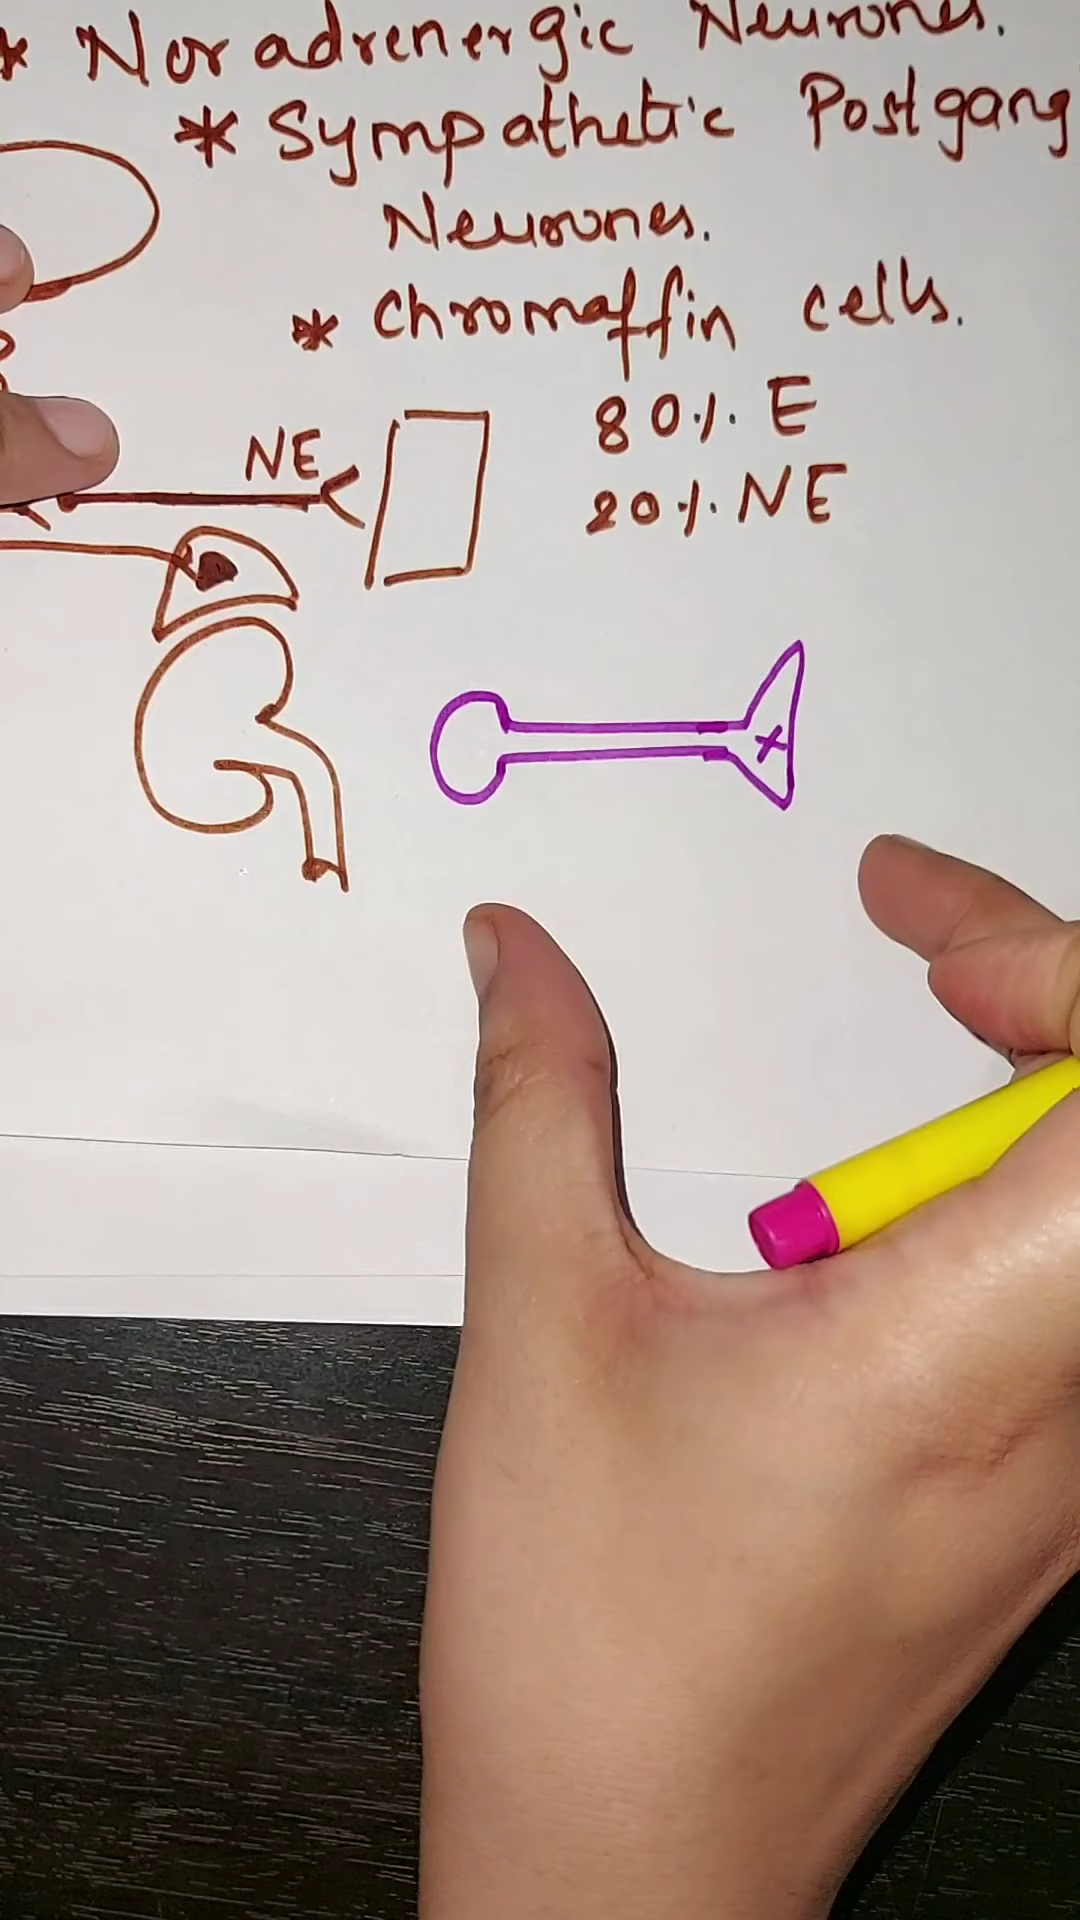 * Noradrenergic Neurones.
* Sympathetic Postgang
Neurones.
* Chromaffin cells.
80%. E
NE
20%. NE
x